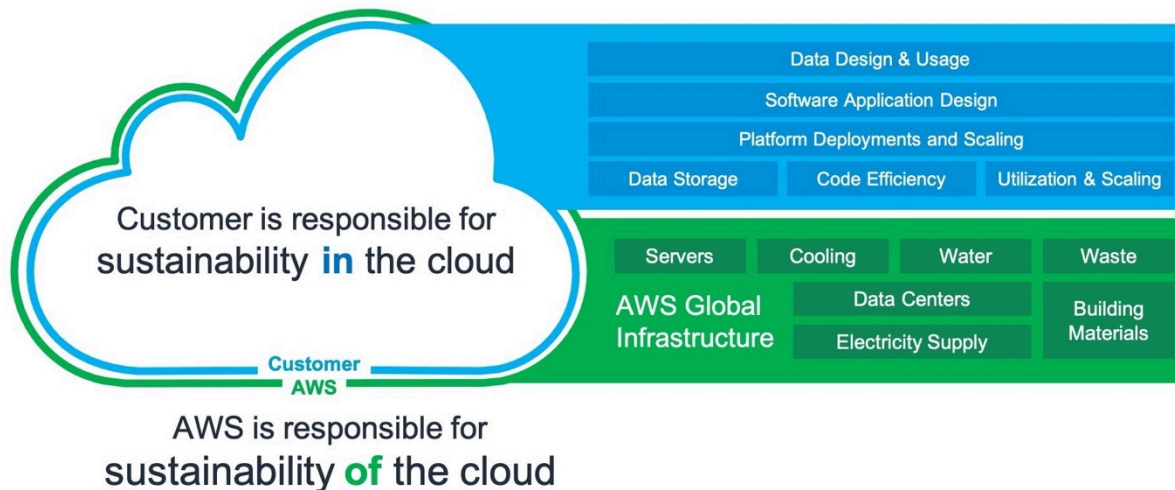 Data Design & Usage
Software Application Design
Platform Deployments and Scaling
Data Storage
Code Efficiency
Utilization & Scaling
Customer is responsible for
sustainability in the cloud
Servers
Cooling
Water
Waste
AWS Global
Infrastructure
Data Centers
Electricity Supply
Building
Materials
Customer
AWS
AWS is responsible for
sustainability of the cloud